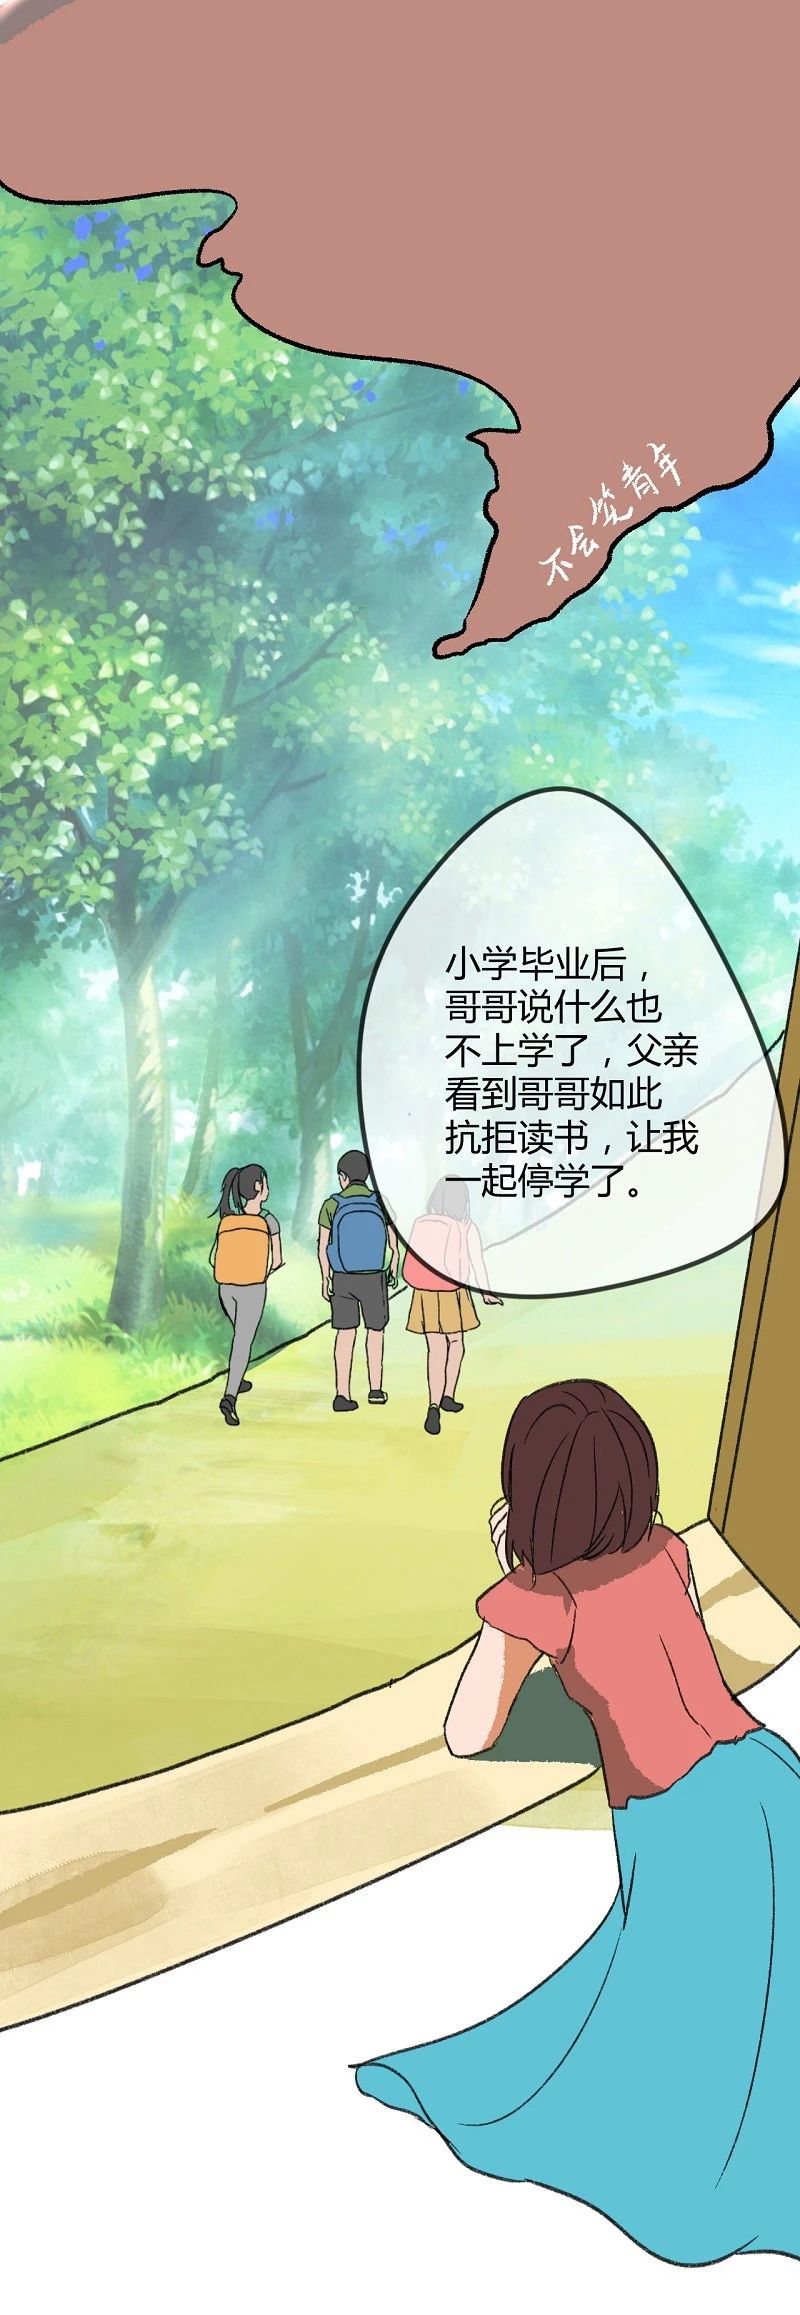 不会笑青年
小学毕业后，
哥哥说什么也
不上学了，父亲
看到哥哥如此
抗拒读书，让我
一起停学了。